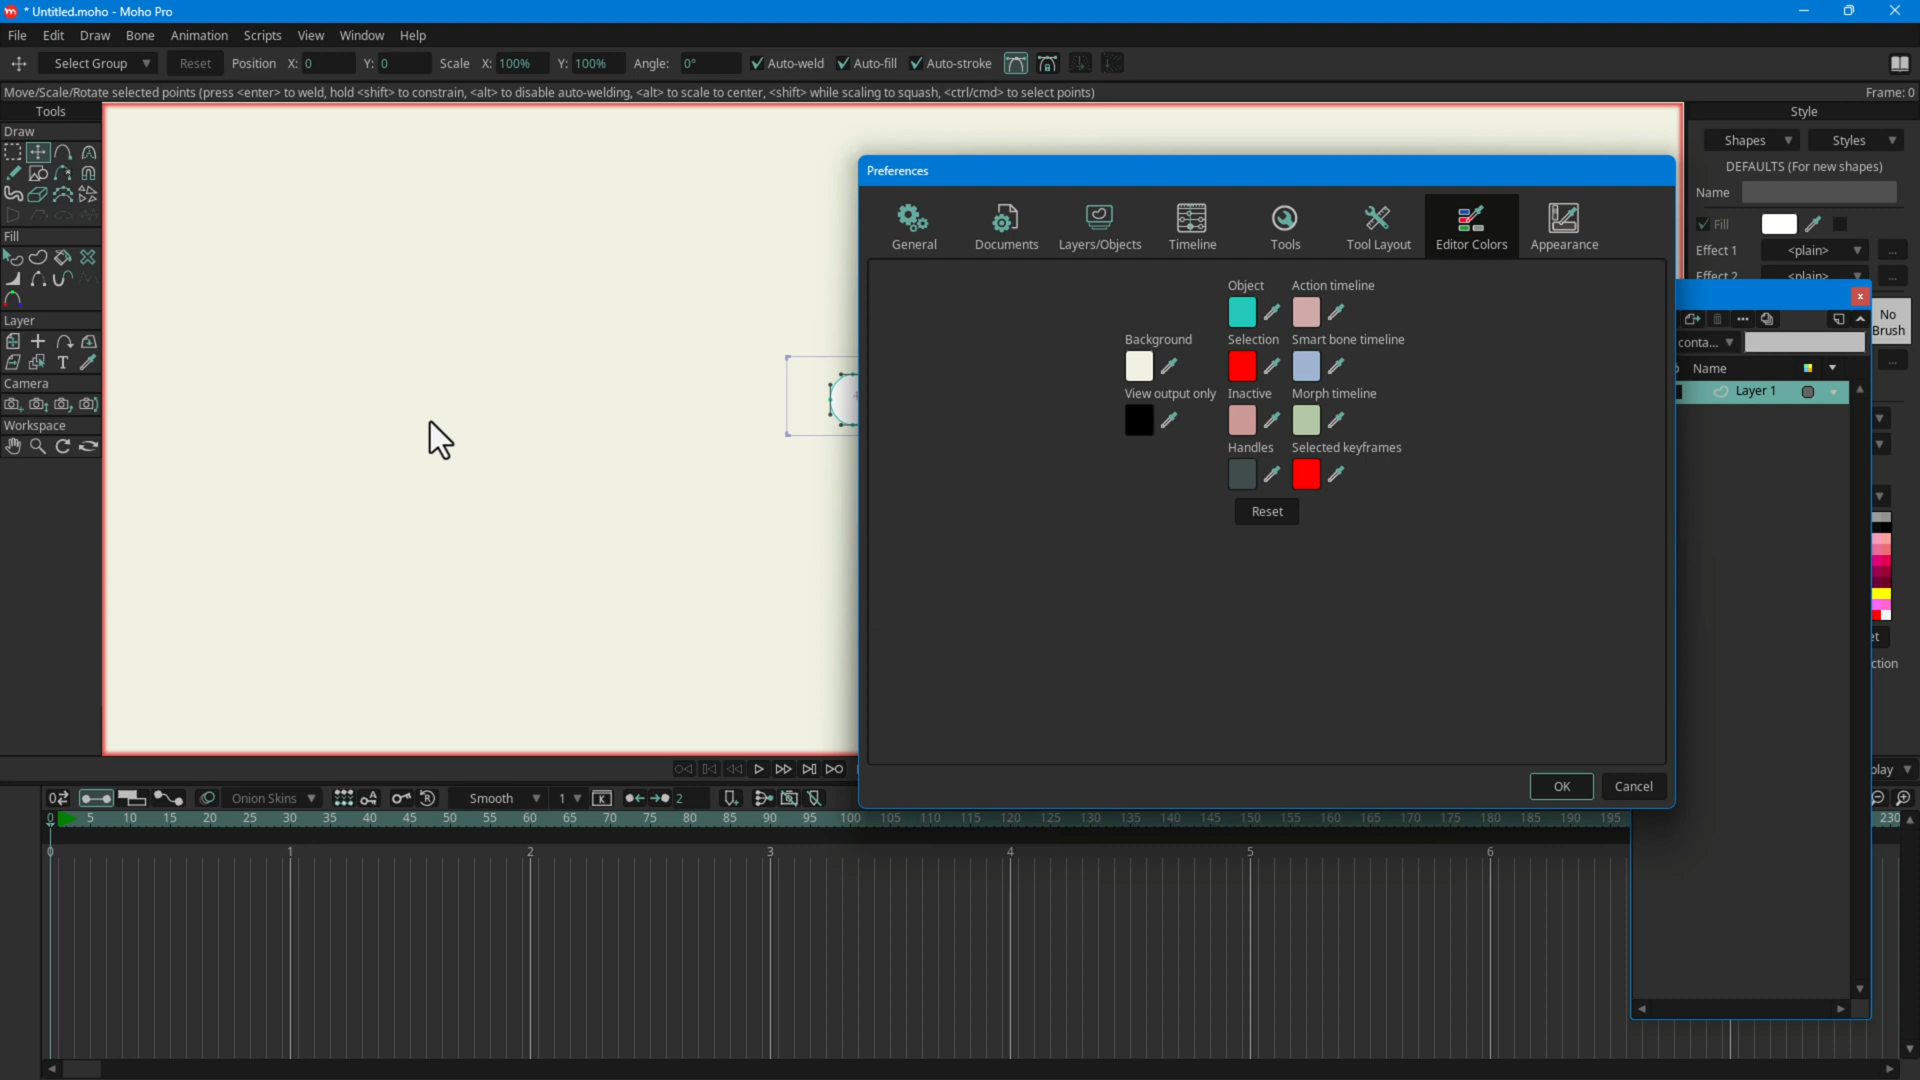 * Untitled.moho - Moho Pro
File Edit Draw Bone Animation Scripts View Window Help
Select Group Reset Position X: 0 Y: 0 Scale X: 100% Y: 100% Angle: 0° Auto-weld Auto-fill Auto-stroke
Move/Scale/Rotate selected points (press <enter> to weld, hold <shift> to constrain, <alt> to disable auto-welding, <alt> to scale to center, <shift> while scaling to squash, <ctrl/cmd> to select points) Frame: 0
Tools
Draw
Fill
Layer
Camera
Workspace
Preferences
General Documents Layers/Objects Timeline Tools Tool Layout Editor Colors Appearance
Object Action timeline
Background Selection Smart bone timeline
View output only Inactive Morph timeline
Handles Selected keyframes
Reset
OK Cancel
Style
Shapes Styles
DEFAULTS (For new shapes)
Name
Fill
Effect 1 <plain> ...
Effect 2 <plain> ...
No
Brush
...
conta...
Name
Layer 1
et
ction
play
Onion Skins Smooth 1 2
0 5 10 15 20 25 30 35 40 45 50 55 60 65 70 75 80 85 90 95 100 105 110 115 120 125 130 135 140 145 150 155 160 165 170 175 180 185 190 195 230
0 1 2 3 4 5 6